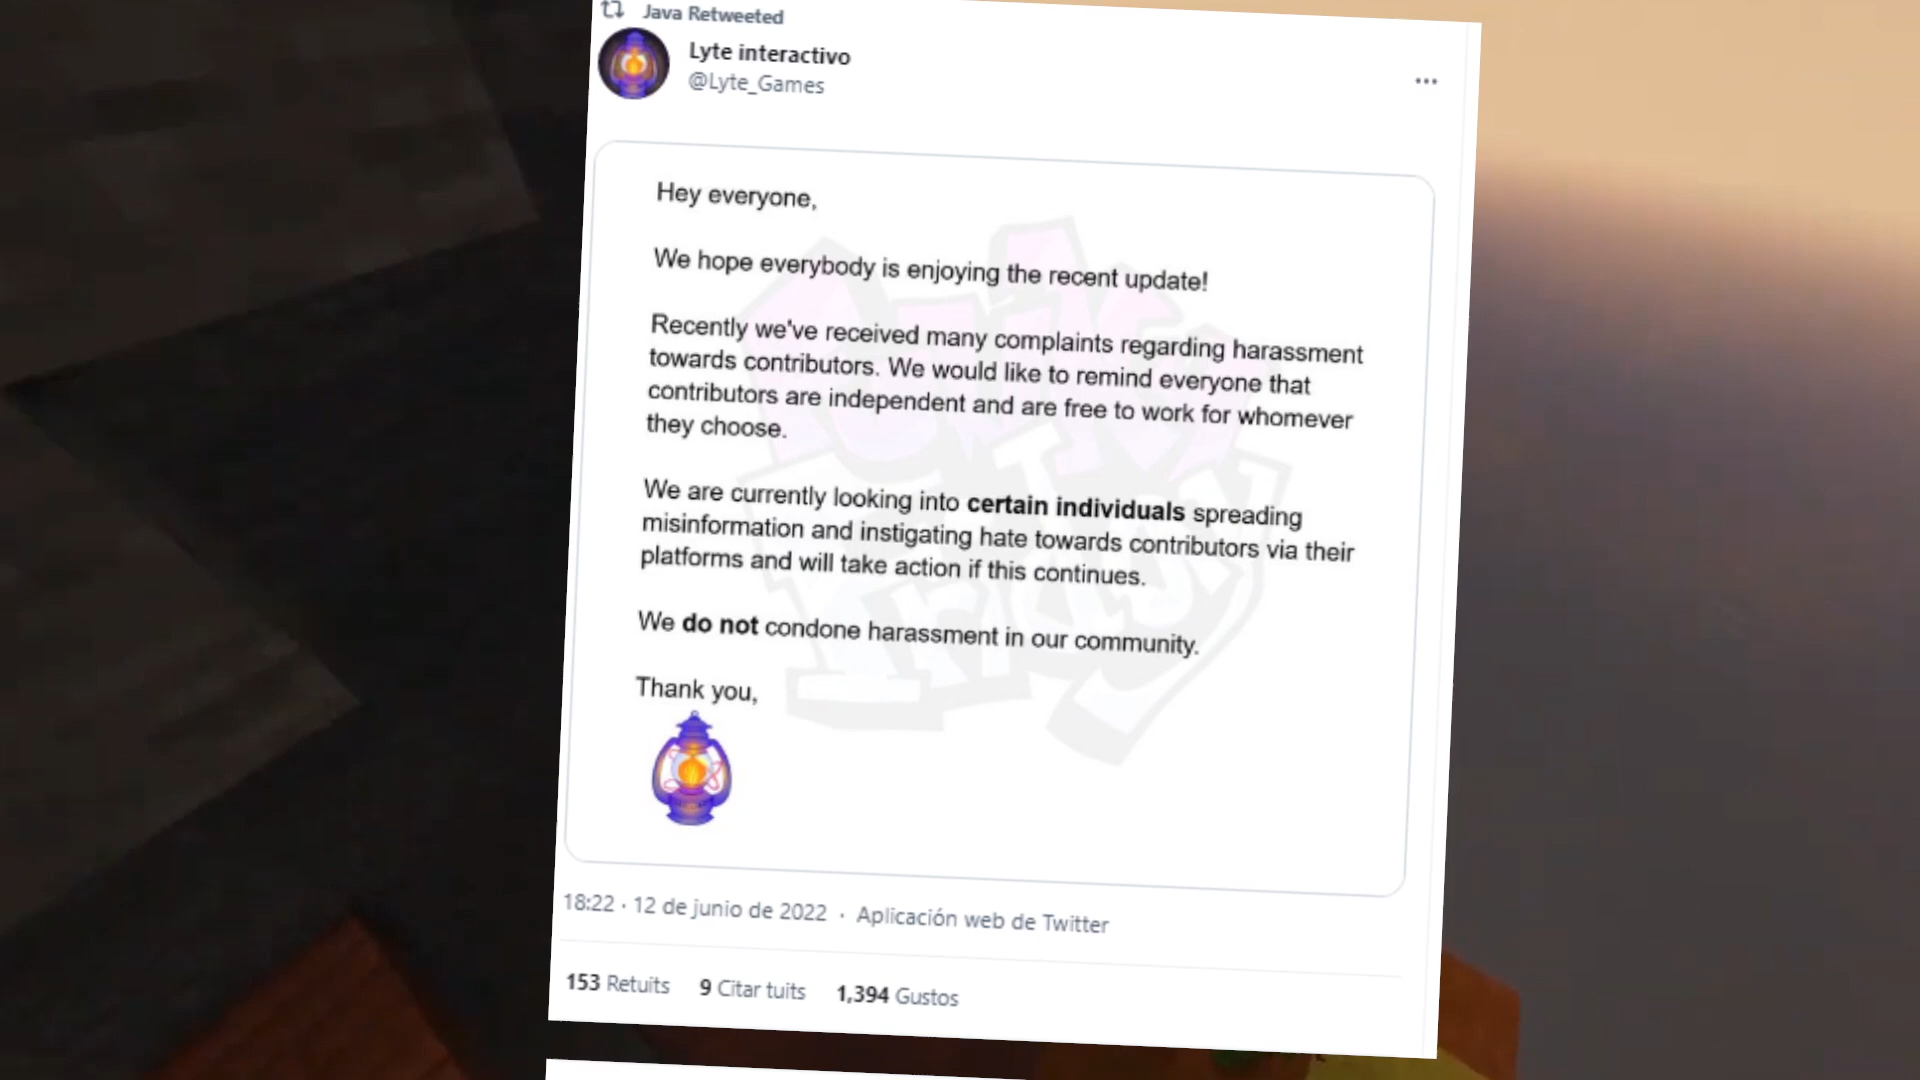 Java Retweeted
Lyte interactivo
@Lyte_Games
Hey everyone,
We hope everybody is enjoying the recent update!
Recently we've received many complaints regarding harassment
towards contributors. We would like to remind everyone that
contributors are independent and are free to work for whomever
they choose.
We are currently looking into certain individuals spreading
misinformation and instigating hate towards contributors via their
platforms and will take action if this continues.
We do not condone harassment in our community.
Thank you,
18:22 · 12 de junio de 2022 · Aplicación web de Twitter
153 Retuits 9 Citar tuits 1,394 Gustos